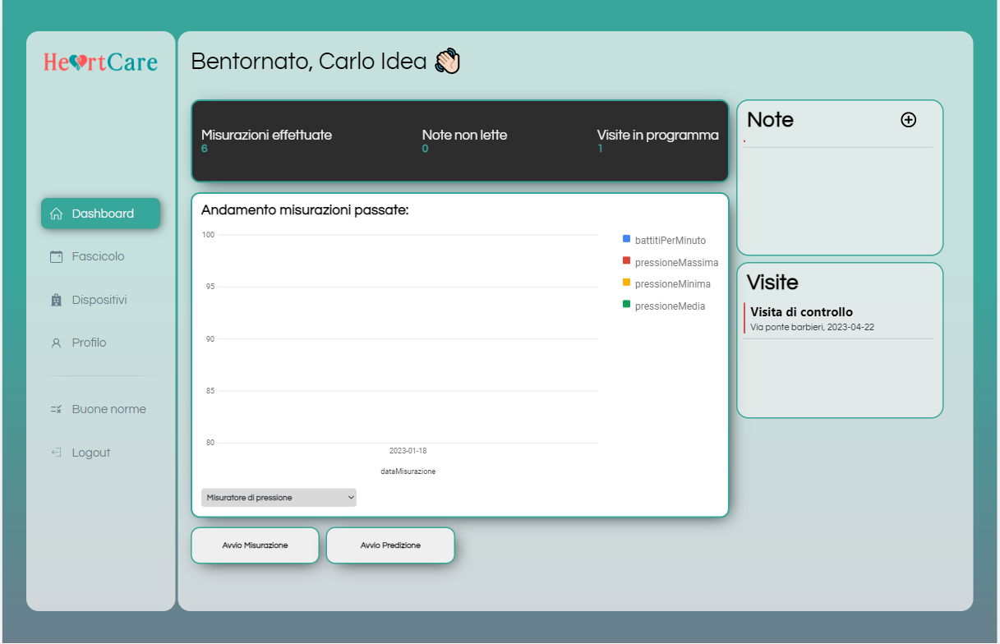 HeartCare
Bentornato, Carlo Idea
Dashboard
Fascicolo
Dispositivi
Profilo
Buone norme
Logout
Misurazioni effettuate
6
Note non lette
0
Visite in programma
1
Andamento misurazioni passate:
100
95
90
85
80
2023-01-18
dataMisurazione
battitiPerMinuto
pressioneMassima
pressioneMinima
pressioneMedia
Misuratore di pressione
Avvio Misurazione
Avvio Predizione
Note
Visite
Visita di controllo
Via ponte barbieri, 2023-04-22